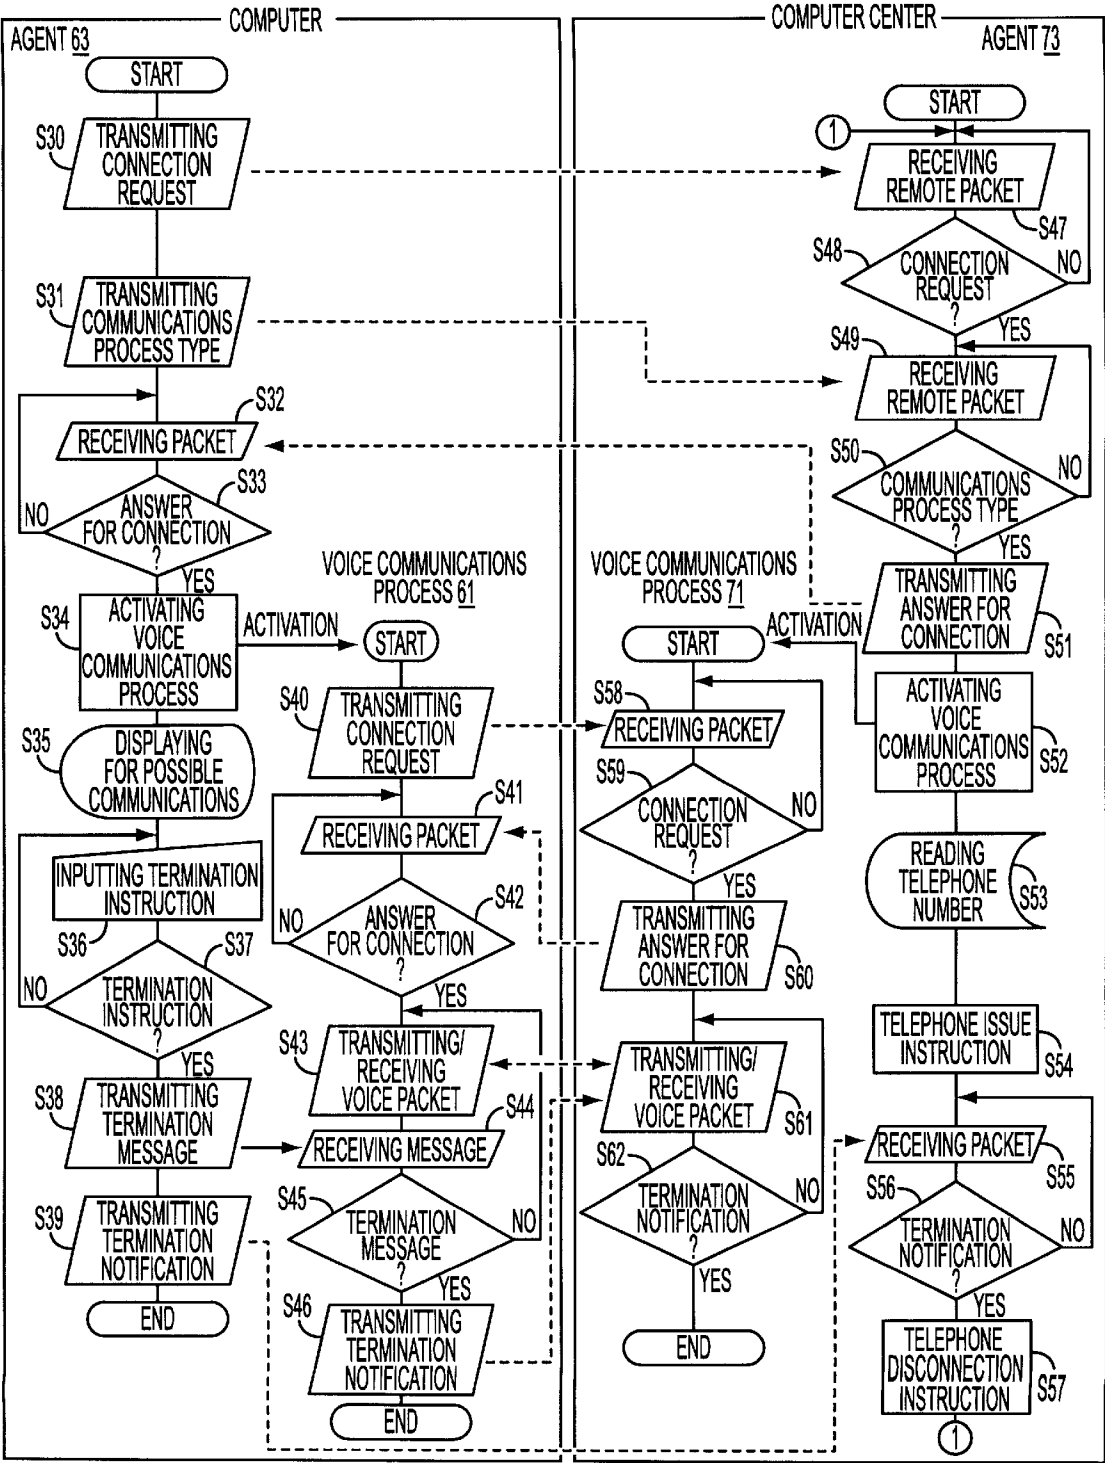 COMPUTER
COMPUTER CENTER
AGENT 63
START
S30
TRANSMITTING
CONNECTION
REQUEST
S31
TRANSMITTING
COMMUNICATIONS
PROCESS TYPE
S32
RECEIVING PACKET
S33
ANSWER
FOR CONNECTION
?
NO
YES
S34
ACTIVATING
VOICE
COMMUNICATIONS
PROCESS
ACTIVATION
S35
DISPLAYING
FOR POSSIBLE
COMMUNICATIONS
INPUTTING TERMINATION
INSTRUCTION
S36
S37
TERMINATION
INSTRUCTION
?
NO
YES
S38
TRANSMITTING
TERMINATION
MESSAGE
S39
TRANSMITTING
TERMINATION
NOTIFICATION
END
VOICE COMMUNICATIONS
PROCESS 61
START
S40
TRANSMITTING
CONNECTION
REQUEST
S41
RECEIVING PACKET
S42
ANSWER
FOR CONNECTION
?
NO
YES
S43
TRANSMITTING/
RECEIVING
VOICE PACKET
S44
RECEIVING MESSAGE
S45
TERMINATION
MESSAGE
?
NO
YES
S46
TRANSMITTING
TERMINATION
NOTIFICATION
END
VOICE COMMUNICATIONS
PROCESS 71
START
S58
RECEIVING PACKET
S59
CONNECTION
REQUEST
?
NO
YES
TRANSMITTING
ANSWER FOR
CONNECTION
S60
TRANSMITTING/
RECEIVING
VOICE PACKET
S61
S62
TERMINATION
NOTIFICATION
?
NO
YES
END
AGENT 73
START
1
RECEIVING
REMOTE PACKET
S47
S48
CONNECTION
REQUEST
?
NO
YES
S49
RECEIVING
REMOTE PACKET
S50
COMMUNICATIONS
PROCESS TYPE
?
NO
YES
TRANSMITTING
ANSWER FOR
CONNECTION
S51
ACTIVATION
ACTIVATING
VOICE
COMMUNICATIONS
PROCESS
S52
READING
TELEPHONE
NUMBER
S53
TELEPHONE ISSUE
INSTRUCTION
S54
RECEIVING PACKET
S55
S56
TERMINATION
NOTIFICATION
?
NO
YES
TELEPHONE
DISCONNECTION
INSTRUCTION
S57
1